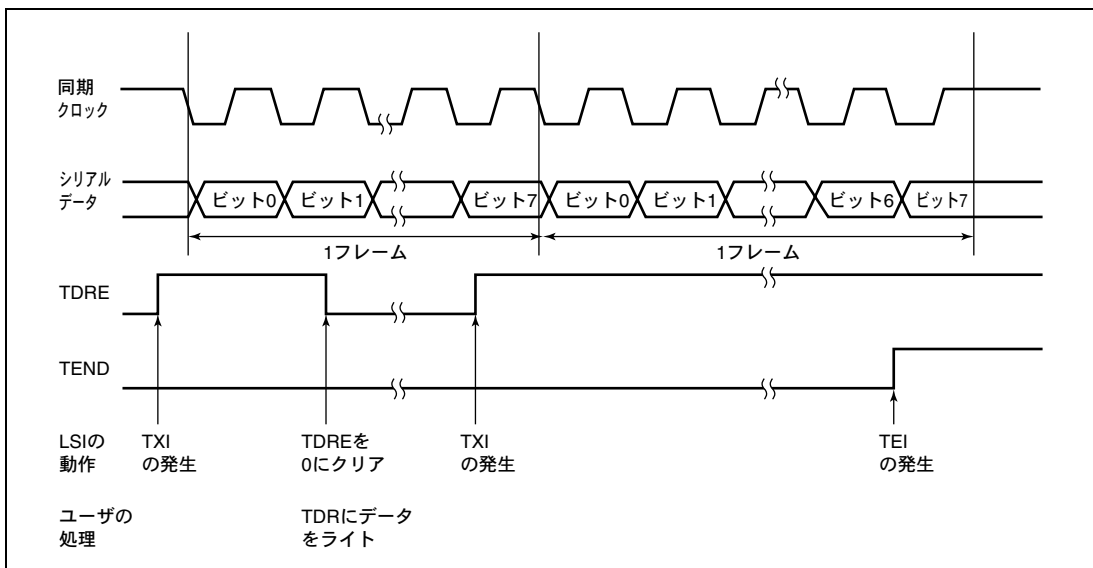 同期
クロック
シリアル
データ
ビット0 ビット1 ビット7 ビット0 ビット1 ビット6 ビット7
1フレーム 1フレーム
TDRE
TEND
LSIの
動作
TXI
の発生
TDREを
0にクリア
TXI
の発生
TEI
の発生
ユーザの
処理
TDRにデータ
をライト